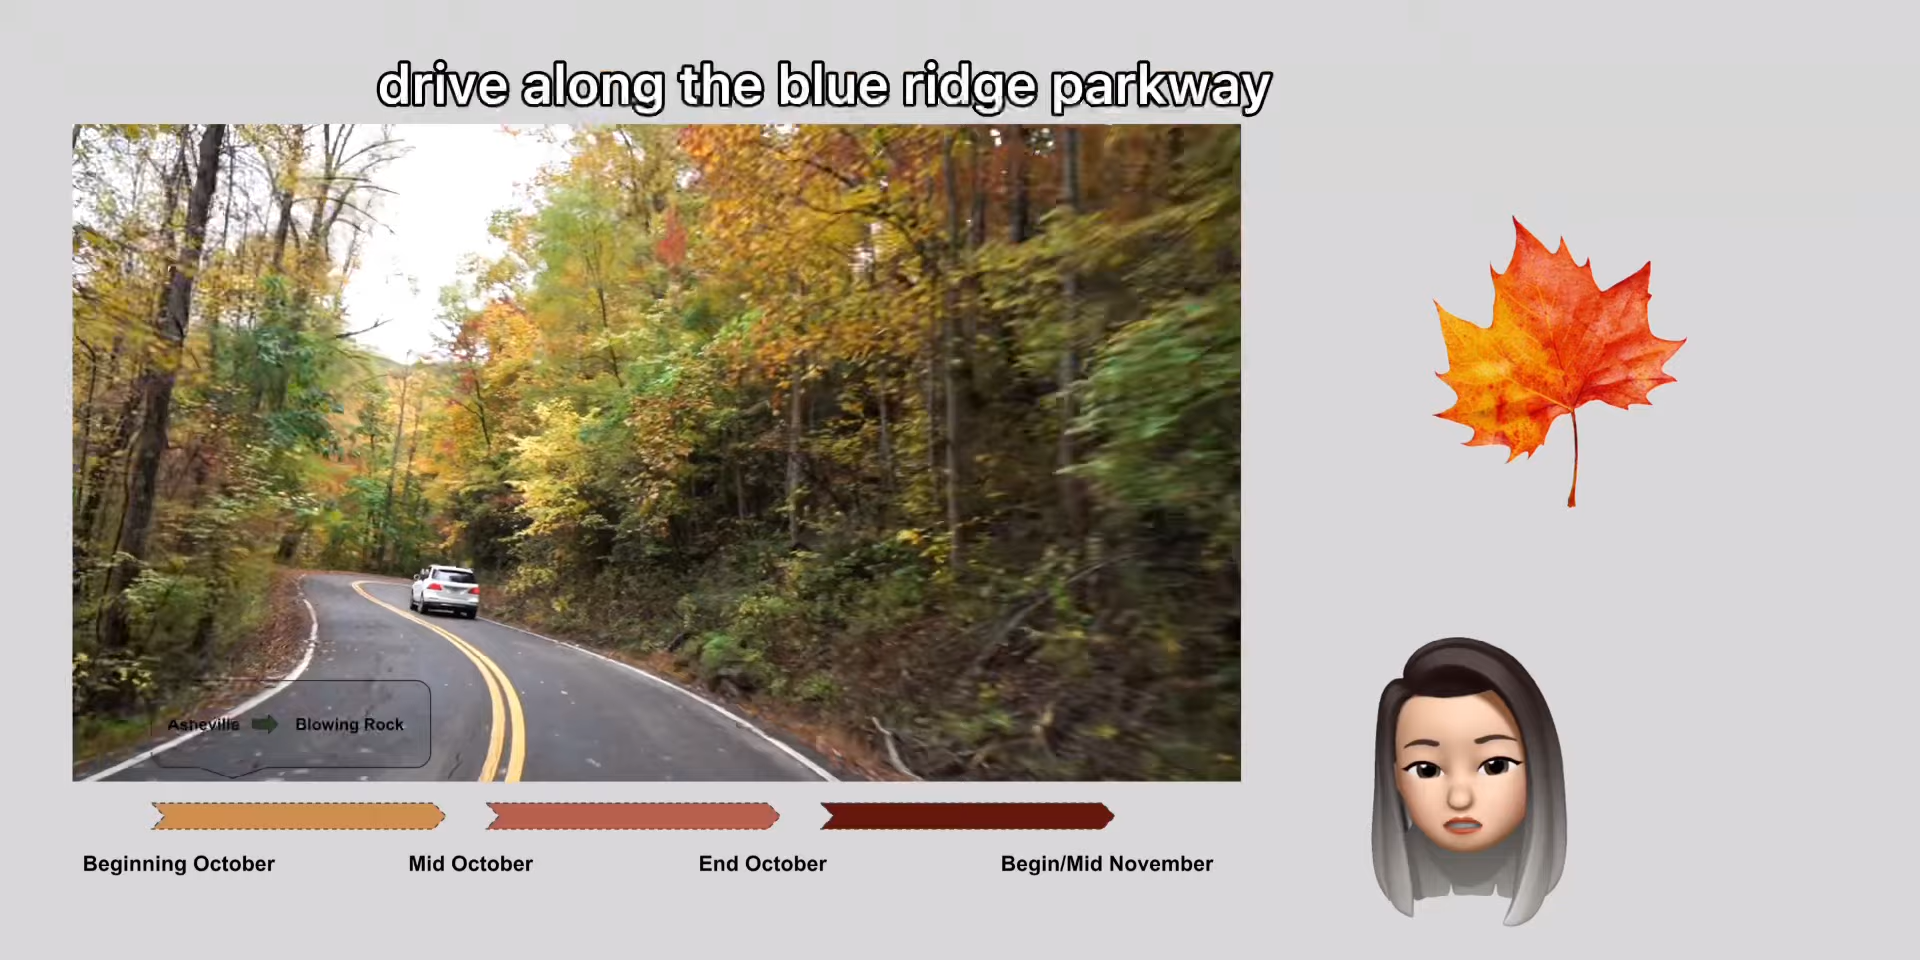 drive along the blue ridge parkway
Asheville Blowing Rock
Beginning October Mid October End October Begin/Mid November